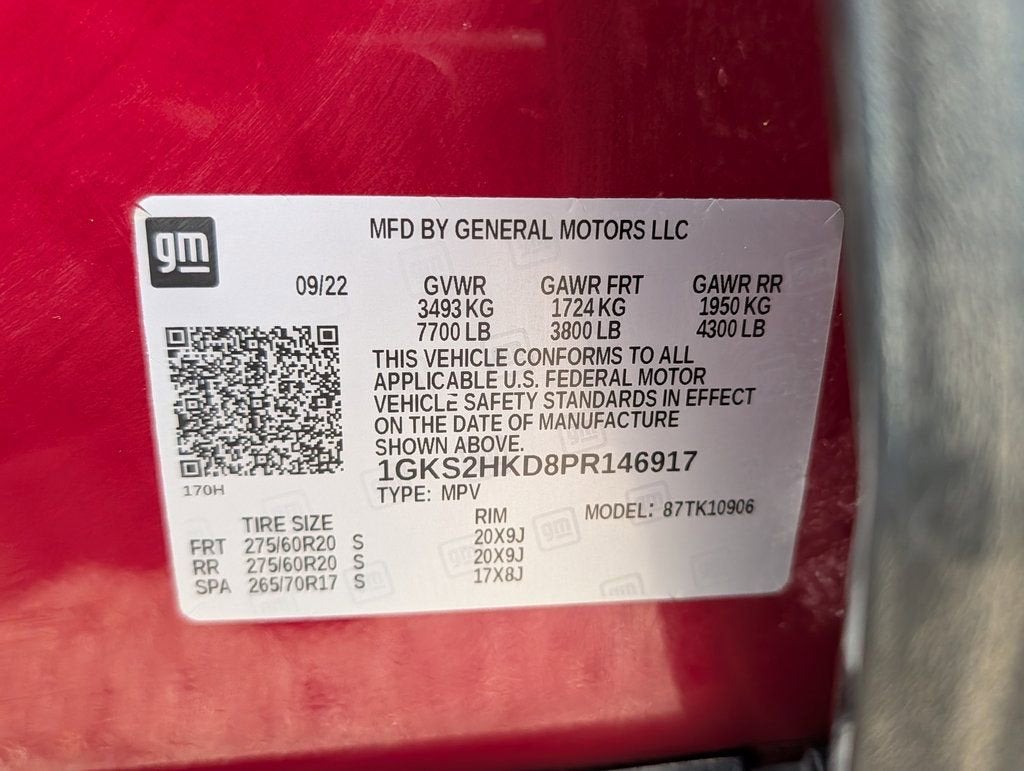 gm
MFD BY GENERAL MOTORS LLC
09/22 GVWR GAWR FRT GAWR RR
3493 KG 1724 KG 1950 KG
7700 LB 3800 LB 4300 LB
THIS VEHICLE CONFORMS TO ALL
APPLICABLE U.S. FEDERAL MOTOR
VEHICLE SAFETY STANDARDS IN EFFECT
ON THE DATE OF MANUFACTURE
SHOWN ABOVE.
1GKS2HKD8PR146917
170H
TYPE: MPV
MODEL: 87TK10906
TIRE SIZE RIM
FRT 275/60R20 S 20X9J
RR 275/60R20 S 20X9J
SPA 265/70R17 S 17X8J